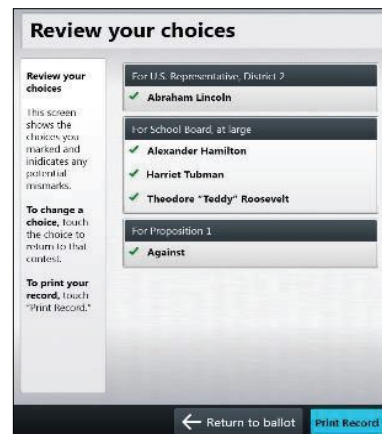 Review your choices
Review your
choices
This screen
shows the
choices you
marked and
inidicates any
potential
mismarks.
To change a
choice, touch
the choice to
return to that
contest.
To print your
record, touch
"Print Record."
For U.S. Representative, District 2
✓ Abraham Lincoln
For School Board, at large
✓ Alexander Hamilton
✓ Harriet Tubman
✓ Theodore "Teddy" Roosevelt
For Proposition 1
✓ Against
← Return to ballot
Print Record